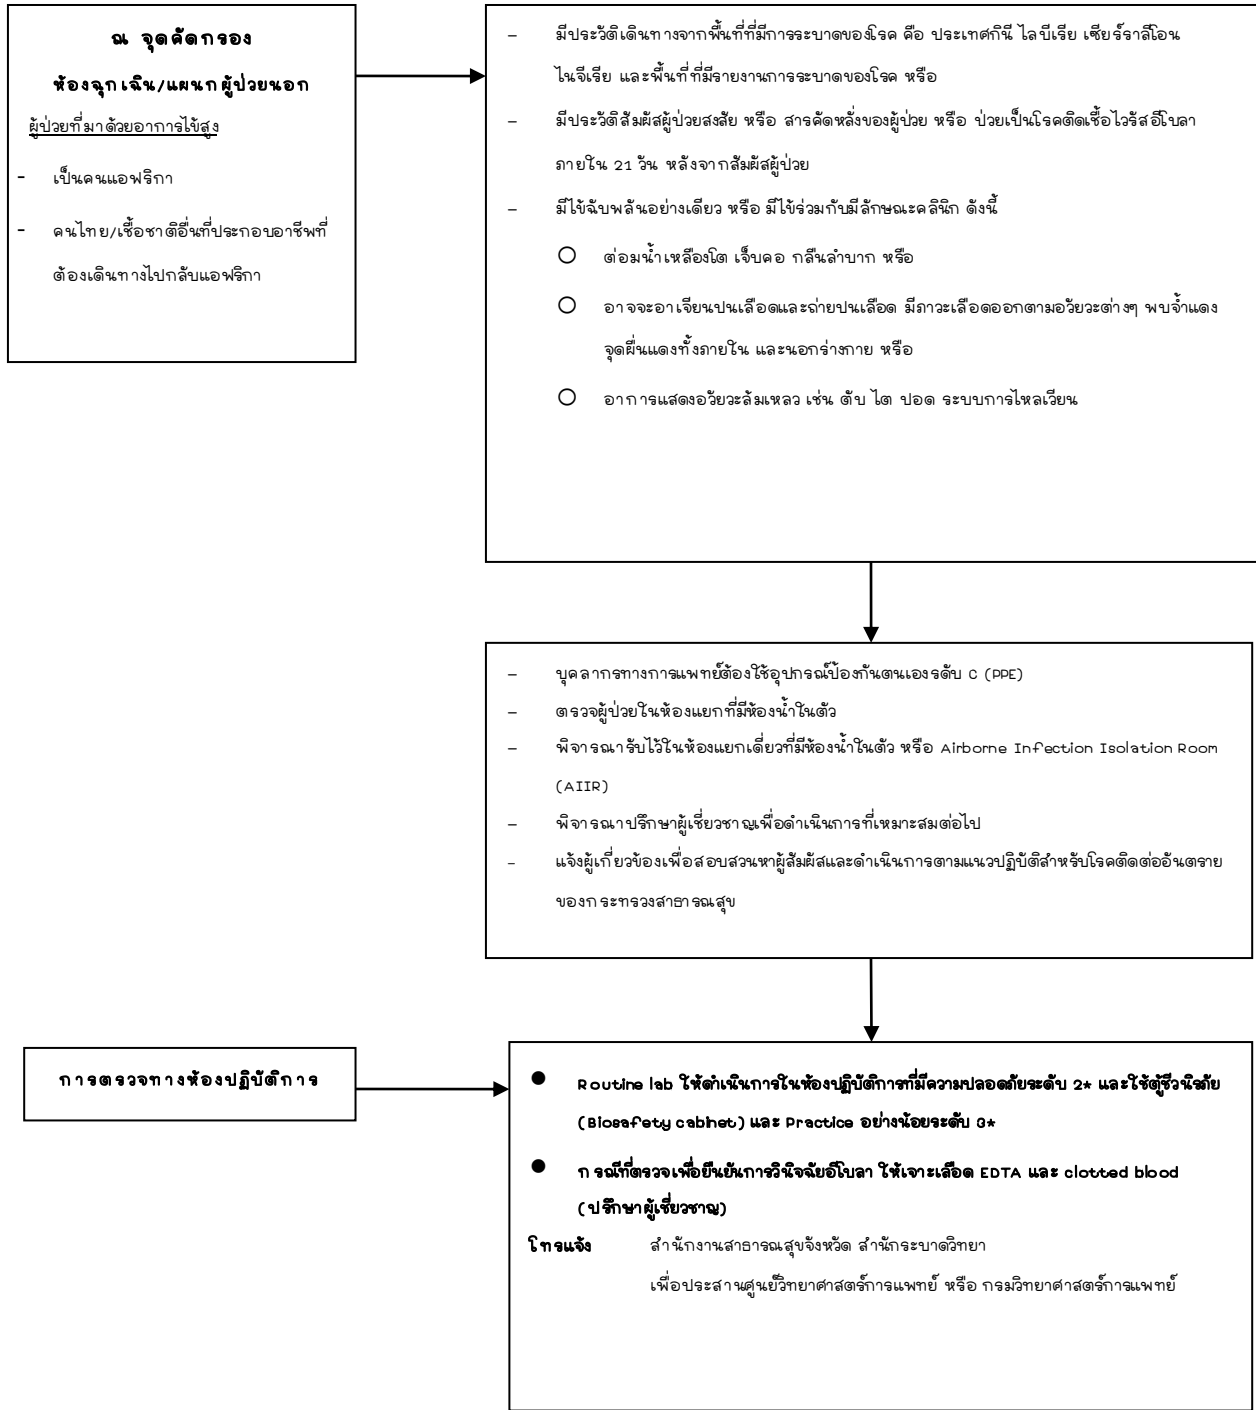 ณ จุดคัดกรอง
ห้องฉุกเฉิน/แผนกผู้ป่วยนอก
ผู้ป่วยที่มาด้วยอาการไข้สูง
- เป็นคนแอฟริกา
- คนไทย/เชื้อชาติอื่นที่ประกอบอาชีพที่
ต้องเดินทางไปกลับแอฟริกา
– มีประวัติเดินทางจากพื้นที่ที่มีการระบาดของโรค คือ ประเทศกินี ไลบีเรีย เซียร์ราลีโอน
ไนจีเรีย และพื้นที่ที่มีรายงานการระบาดของโรค หรือ
– มีประวัติสัมผัสผู้ป่วยสงสัย หรือ สารคัดหลั่งของผู้ป่วย หรือ ป่วยเป็นโรคติดเชื้อไวรัสอีโบลา
ภายใน 21 วัน หลังจากสัมผัสผู้ป่วย
– มีไข้ฉับพลันอย่างเดียว หรือ มีไข้ร่วมกับมีลักษณะคลินิก ดังนี้
○ ต่อมน้ำเหลืองโต เจ็บคอ กลืนลำบาก หรือ
○ อาจจะอาเจียนปนเลือดและถ่ายปนเลือด มีภาวะเลือดออกตามอวัยวะต่างๆ พบจ้ำแดง
จุดผื่นแดงทั้งภายใน และนอกร่างกาย หรือ
○ อาการแสดงอวัยวะล้มเหลว เช่น ตับ ไต ปอด ระบบการไหลเวียน
– บุคลากรทางการแพทย์ต้องใช้อุปกรณ์ป้องกันตนเองระดับ C (PPE)
– ตรวจผู้ป่วยในห้องแยกที่มีห้องน้ำในตัว
– พิจารณารับไว้ในห้องแยกเดี่ยวที่มีห้องน้ำในตัว หรือ Airborne Infection Isolation Room
(AIIR)
– พิจารณาปรึกษาผู้เชี่ยวชาญเพื่อดำเนินการที่เหมาะสมต่อไป
- แจ้งผู้เกี่ยวข้องเพื่อสอบสวนหาผู้สัมผัสและดำเนินการตามแนวปฏิบัติสำหรับโรคติดต่ออันตราย
ของกระทรวงสาธารณสุข
การตรวจทางห้องปฏิบัติการ
● Routine lab ให้ดำเนินการในห้องปฏิบัติการที่มีความปลอดภัยระดับ 2* และใช้ตู้ชีวนิรภัย
(Biosafety cabinet) และ Practice อย่างน้อยระดับ 3*
● กรณีที่ตรวจเพื่อยืนยันการวินิจฉัยอีโบลา ให้เจาะเลือด EDTA และ clotted blood
(ปรึกษาผู้เชี่ยวชาญ)
โทรแจ้ง สำนักงานสาธารณสุขจังหวัด สำนักระบาดวิทยา
เพื่อประสานศูนย์วิทยาศาสตร์การแพทย์ หรือ กรมวิทยาศาสตร์การแพทย์